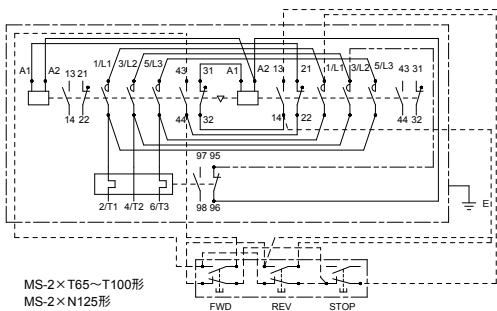 A1 A2 13 21 1/L1 3/L2 5/L3 43 31 A1 A2 13 21 1/L1 3/L2 5/L3 43 31
14 22 44 32 14 22 44 32
97 95
2/T1 4/T2 6/T3 98 96
E
MS-2×T65～T100形
MS-2×N125形
FWD REV STOP